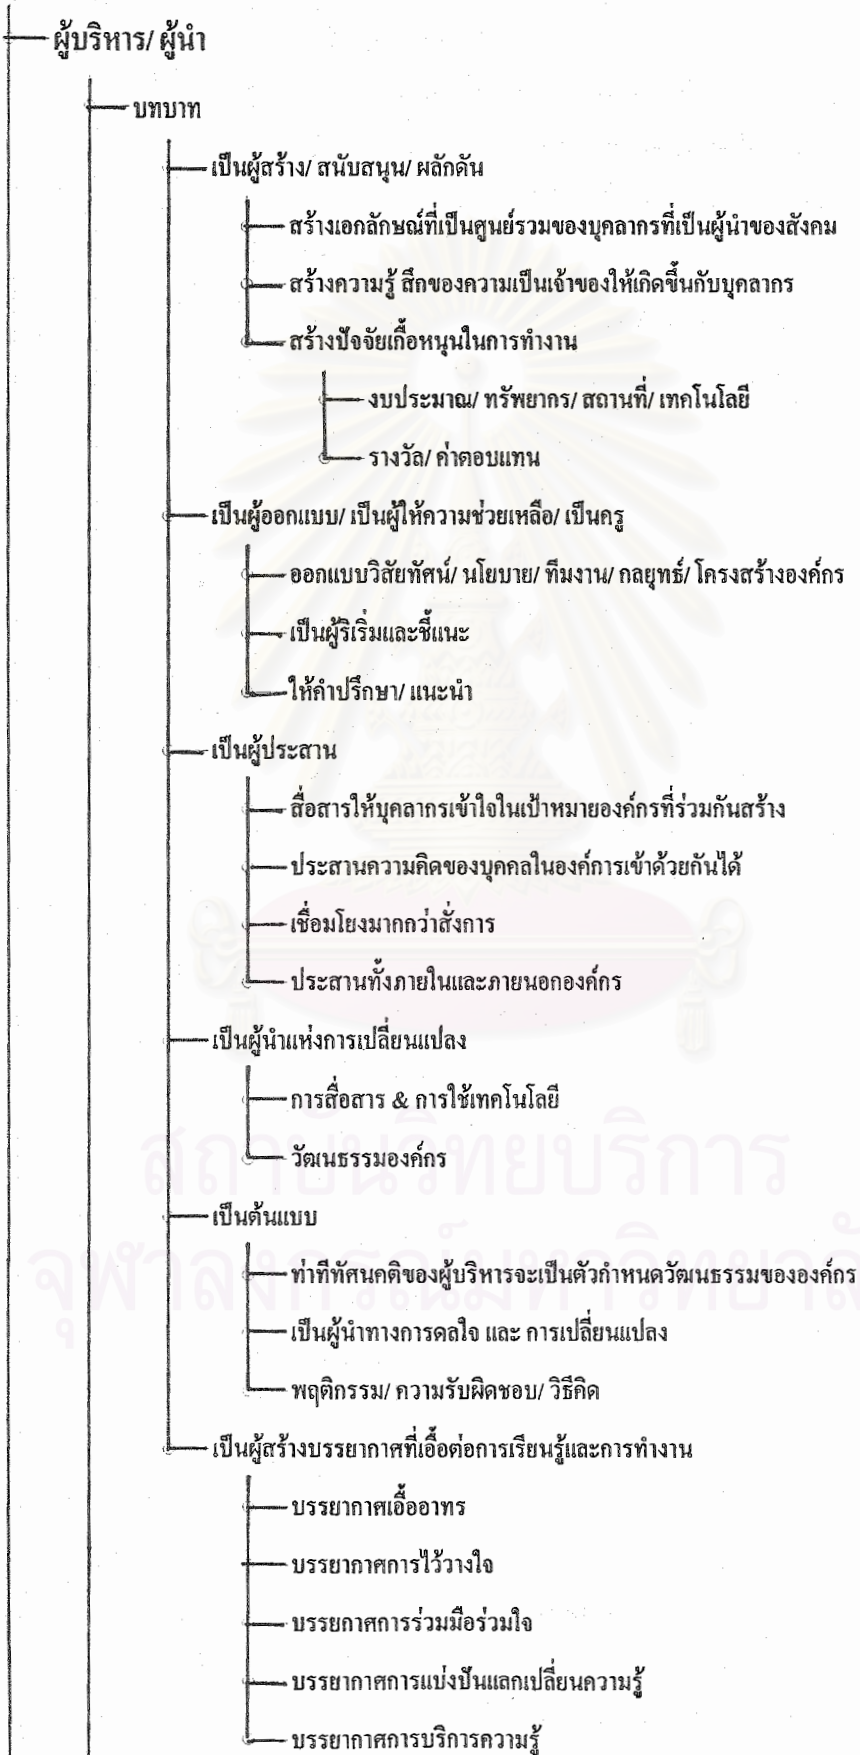 ผู้บริหาร/ ผู้นำ
บทบาท
เป็นผู้สร้าง/ สนับสนุน/ ผลักดัน
สร้างเอกลักษณ์ที่เป็นศูนย์รวมของบุคลากรที่เป็นผู้นำของสังคม
สร้างความรู้ สึกของความเป็นเจ้าของให้เกิดขึ้นกับบุคลากร
สร้างปัจจัยเกื้อหนุนในการทำงาน
งบประมาณ/ ทรัพยากร/ สถานที่/ เทคโนโลยี
รางวัล/ ค่าตอบแทน
เป็นผู้ออกแบบ/ เป็นผู้ให้ความช่วยเหลือ/ เป็นครู
ออกแบบวิสัยทัศน์/ นโยบาย/ ทีมงาน/ กลยุทธ์/ โครงสร้างองค์กร
เป็นผู้ริเริ่มและชี้แนะ
ให้คำปรึกษา/ แนะนำ
เป็นผู้ประสาน
สื่อสารให้บุคลากรเข้าใจในเป้าหมายองค์กรที่ร่วมกันสร้าง
ประสานความคิดของบุคคลในองค์การเข้าด้วยกันได้
เชื่อมโยงมากกว่าสั่งการ
ประสานทั้งภายในและภายนอกองค์กร
เป็นผู้นำแห่งการเปลี่ยนแปลง
การสื่อสาร & การใช้เทคโนโลยี
สถาบันวิทยบริการ
วัฒนธรรมองค์กร
เป็นต้นแบบ
จุฬาลงกรณ์มหาวิทยาลั
ท่าทีทัศนคติของผู้บริหารจะเป็นตัวกำหนดวัฒนธรรมขององค์กร
เป็นผู้นำทางการดลใจ และ การเปลี่ยนแปลง
พฤติกรรม/ ความรับผิดชอบ/ วิธีคิด
เป็นผู้สร้างบรรยากาศที่เอื้อต่อการเรียนรู้และการทำงาน
บรรยากาศเอื้ออาทร
บรรยากาศการไว้วางใจ
บรรยกาศการร่วมมือร่วมใจ
บรรยากาศการแบ่งปันแลกเปลี่ยนความรู้
บรรยากาศการบริการความรู้